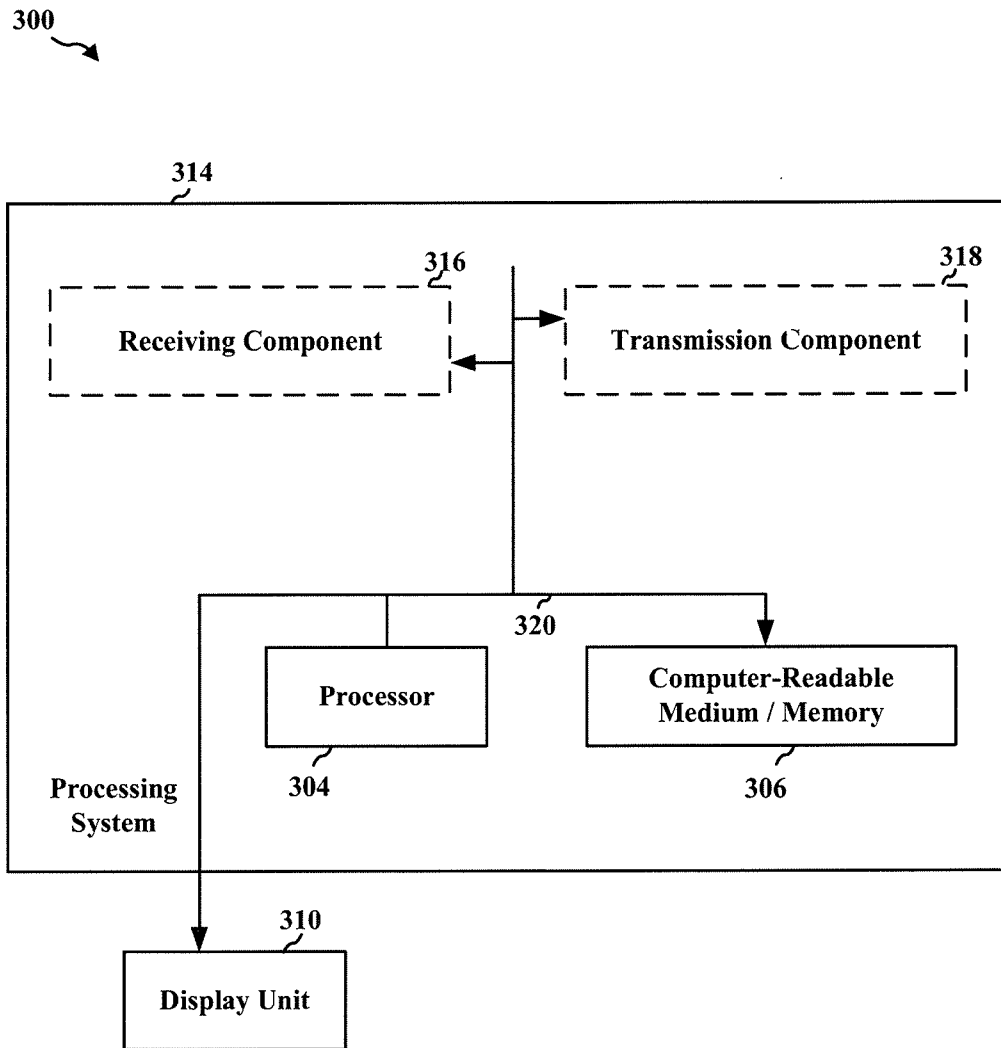 300
314
316
318
Receiving Component
Transmission Component
320
Processor
Computer-Readable
Medium / Memory
304
306
Processing
System
310
Display Unit